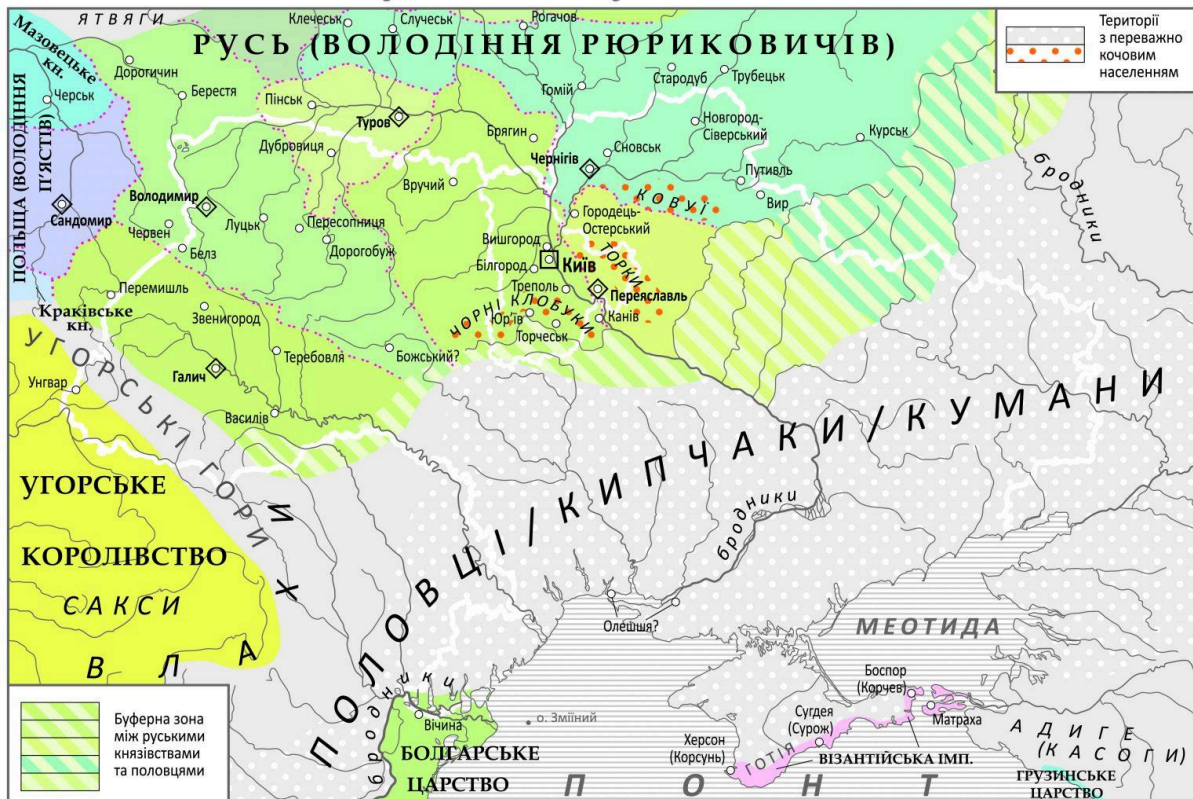 ЯТВЯГИ
Клечеськ
Случеськ
Рогачов
РУСЬ (ВОЛОДІННЯ РЮРИКОВИЧІВ)
Території
з переважно
кочовим
населенням
Мазовецьке
кн.
Дорогичин
Черськ
Берестя
Пінськ
Туров
Гомій
Стародуб
Трубецьк
Брягин
Новгород-
Сіверський
Курськ
Дубровиця
Чернігів
Сновськ
ПОЛЬЩА (ВОЛОДІННЯ
П'ЯСТІВ)
Вручий
Путивль
Вир
КОВУЇ
бродники
Сандомир
Володимир
Луцьк
Пересопниця
Дорогобуж
Червен
Белз
Городець-
Остерський
Вишгород
Київ
Білгород
ТОРКИ
Треполь
Переяславль
Перемишль
Краківське
кн.
Звенигород
ЧОРНІ КЛОБУКИ
Юр'їв
Канів
Торчеськ
Теребовля
Божський?
Галич
Унгвар
Василів
УГОРСЬКІ ГОРИ
УГОРСЬКЕ
КОРОЛІВСТВО
САКСИ
ВЛАХИ
ПОЛОВЦІ/КИПЧАКИ/КУМАНИ
бродники
Олешшя?
МЕОТИДА
Боспор
(Корчев)
Матраха
Сугдея
(Сурож)
Херсон
(Корсунь)
ГОТІЯ
ВІЗАНТІЙСЬКА ІМП.
АДИГЕ
(КАСОГИ)
ГРУЗИНСЬКЕ
ЦАРСТВО
бродники
Вічина
о. Зміїний
БОЛГАРСЬКЕ
ЦАРСТВО
ПОНТ
Буферна зона
між руськими
князівствами
та половцями